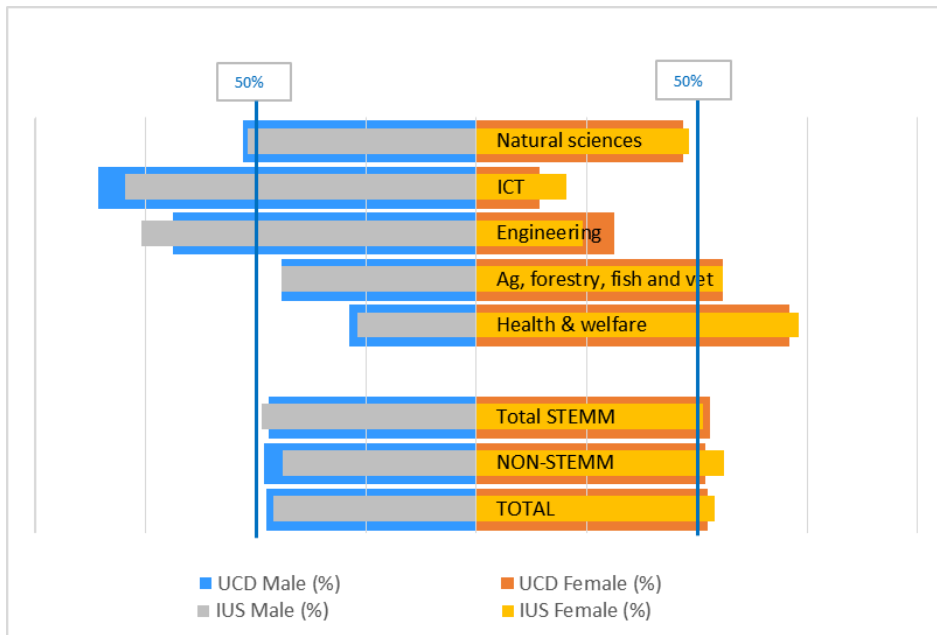 50% 50%
Natural sciences
ICT
Engineering
Ag, forestry, fish and vet
Health & welfare
Total STEMM
NON-STEMM
TOTAL
UCD Male (%) UCD Female (%)
IUS Male (%) IUS Female (%)